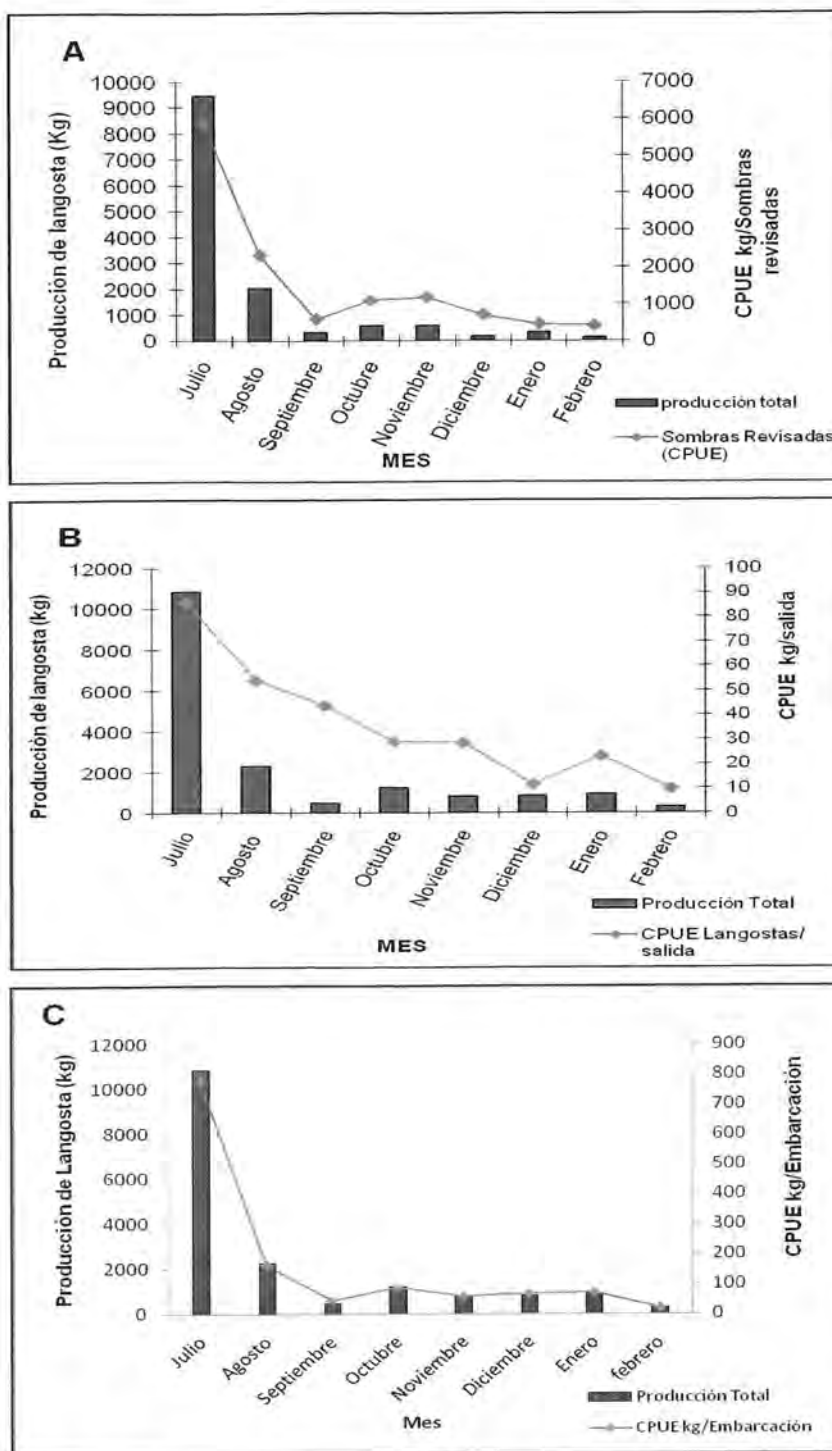 A
Producción de langosta (Kg)
10000
9000
8000
7000
6000
5000
4000
3000
2000
1000
0
7000
6000
5000
4000
3000
2000
1000
0
CPUE kg/Sombras
revisadas
Julio
Agosto
Septiembre
Octubre
Noviembre
Diciembre
Enero
Febrero
MES
producción total
Sombras Revisadas
(CPUE)
B
Producción de langosta (kg)
12000
10000
8000
6000
4000
2000
0
100
90
80
70
60
50
40
30
20
10
0
CPUE kg/salida
Julio
Agosto
Septiembre
Octubre
Noviembre
Diciembre
Enero
Febrero
MES
Producción Total
CPUE Langostas/
salida
C
Producción de Langosta (kg)
12000
10000
8000
6000
4000
2000
0
900
800
700
600
500
400
300
200
100
0
CPUE kg/Embarcación
Julio
Agosto
Septiembre
Octubre
Noviembre
Diciembre
Enero
febrero
Mes
Producción Total
CPUE kg/Embarcación